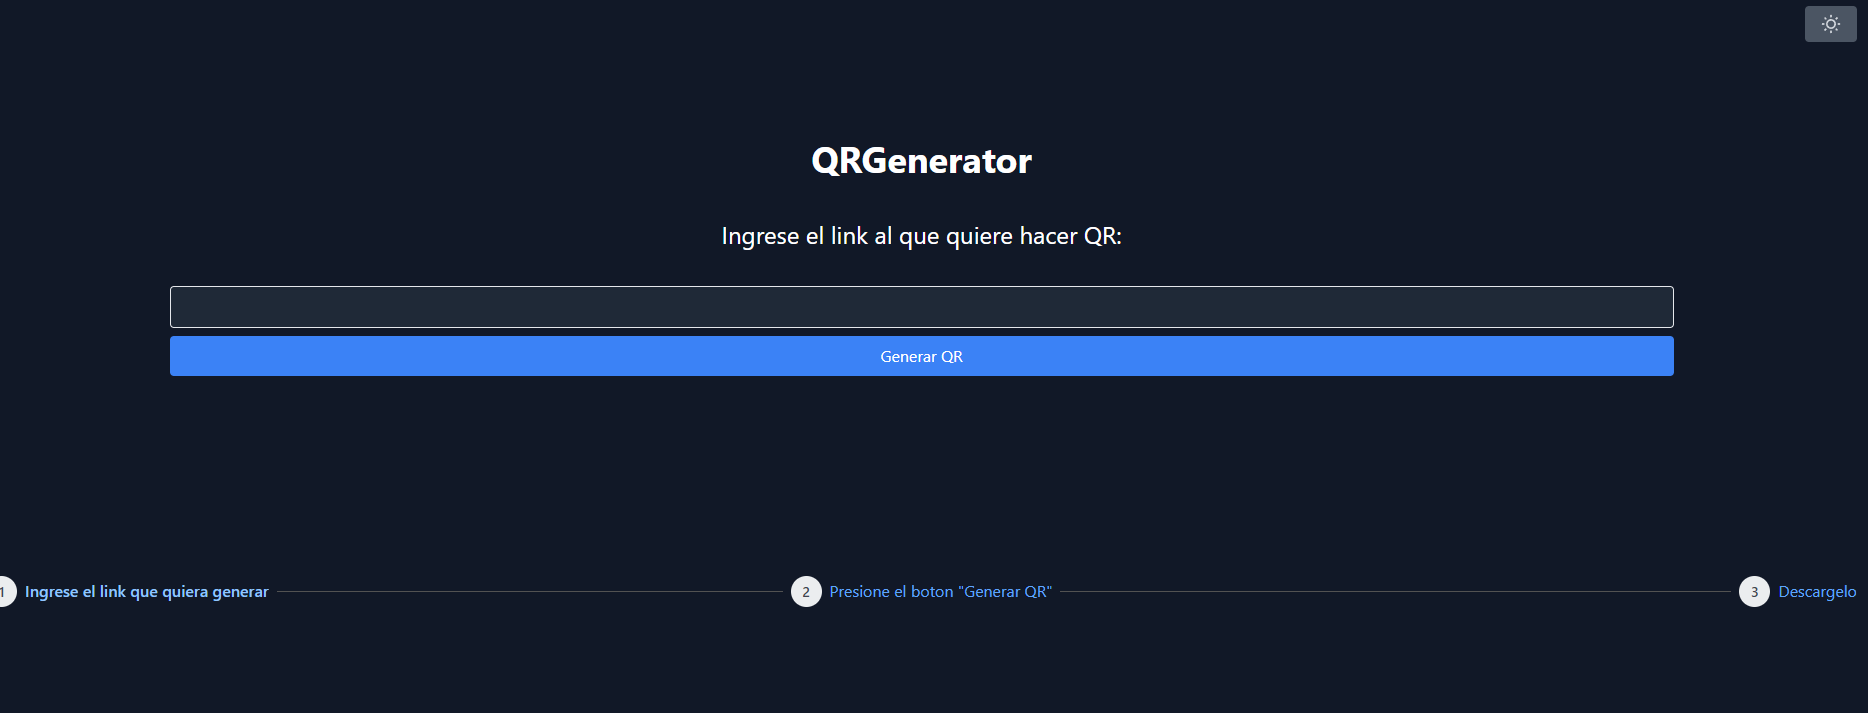 QRGenerator
Ingrese el link al que quiere hacer QR:
Generar QR
1 Ingrese el link que quiera generar
2 Presione el boton "Generar QR"
3 Descargelo